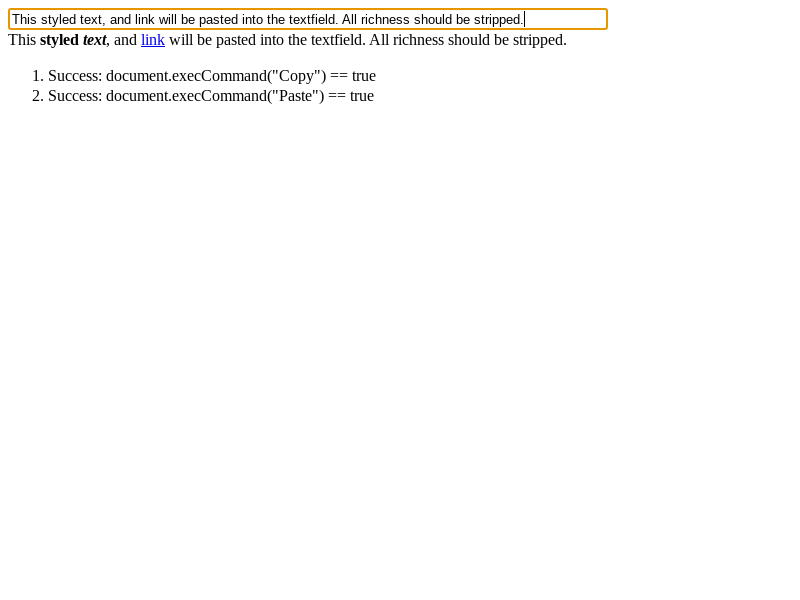 This styled text, and link will be pasted into the textfield. All richness should be stripped.
This styled text, and link will be pasted into the textfield. All richness should be stripped.
1. Success: document.execCommand("Copy") == true
2. Success: document.execCommand("Paste") == true